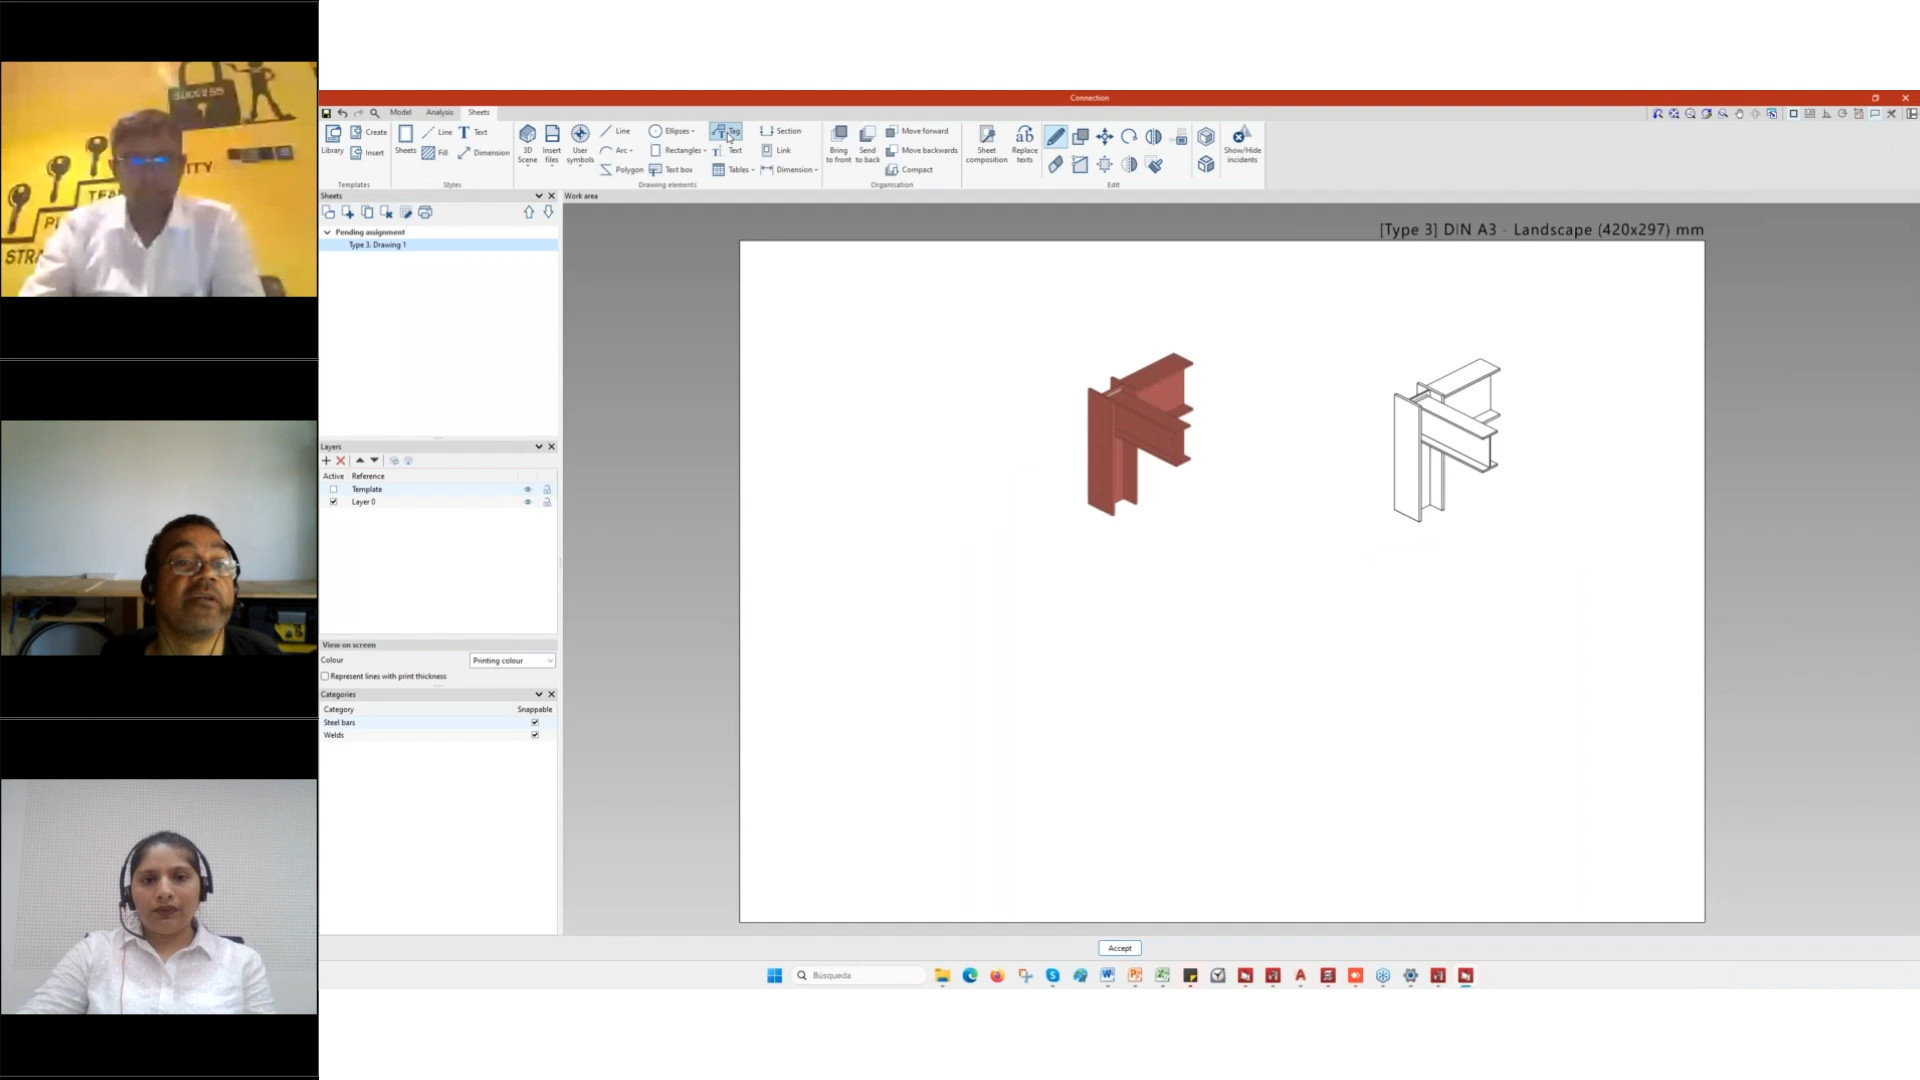 SUCCESS
ITY
TEA
PL
STRA
Connection
Model Analysis Sheets
Library Create Insert
Templates
Sheets Line Fill Text Dimension
Styles
3D Scene Insert files User symbols Line Arc Polygon Ellipses Rectangles Text box Tag Text Tables Section Link Dimension
Drawing elements
Bring to front Send to back Move forward Move backwards Compact
Organisation
Sheet composition Replace texts
Edit
Show/Hide incidents
Sheets
Pending assignment
Type 3. Drawing 1
Work area
[Type 3] DIN A3 - Landscape (420x297) mm
Layers
Active Reference
Template
Layer 0
View on screen
Colour Printing colour
Represent lines with print thickness
Categories
Category Snappable
Steel bars
Welds
Accept
Búsqueda